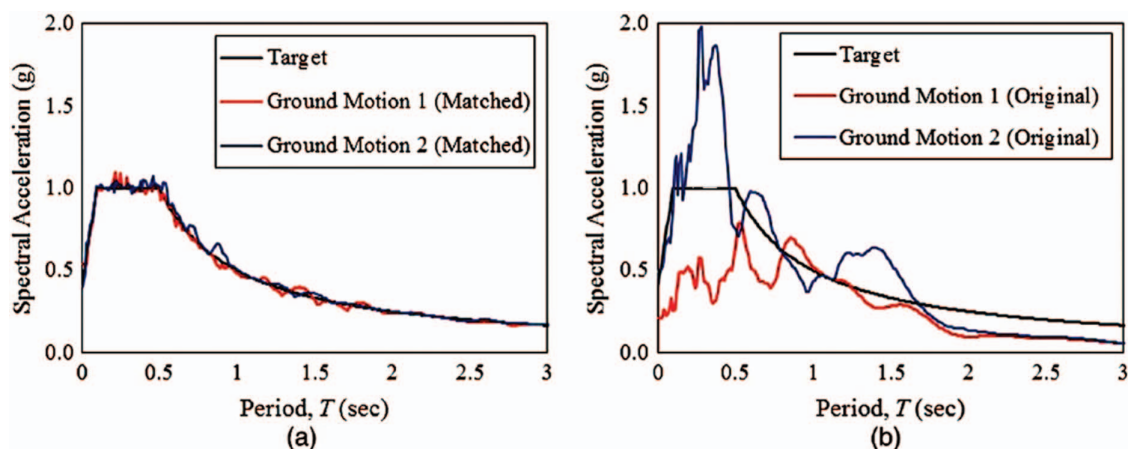 2.0
1.5
1.0
0.5
0.0
Spectral Acceleration (g)
Target
Ground Motion 1 (Matched)
Ground Motion 2 (Matched)
0 0.5 1 1.5 2 2.5 3
Period, T (sec)
(a)
2.0
1.5
1.0
0.5
0.0
Spectral Acceleration (g)
Target
Ground Motion 1 (Original)
Ground Motion 2 (Original)
0 0.5 1 1.5 2 2.5 3
Period, T (sec)
(b)